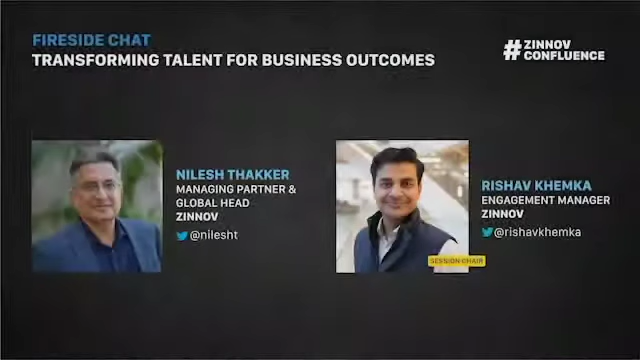 FIRESIDE CHAT
TRANSFORMING TALENT FOR BUSINESS OUTCOMES
#ZINNOV
CONFLUENCE
NILESH THAKKER
MANAGING PARTNER &
GLOBAL HEAD
ZINNOV
@nilesht
RISHAV KHEMKA
ENGAGEMENT MANAGER
ZINNOV
@rishavkhemka
SESSION CHAIR